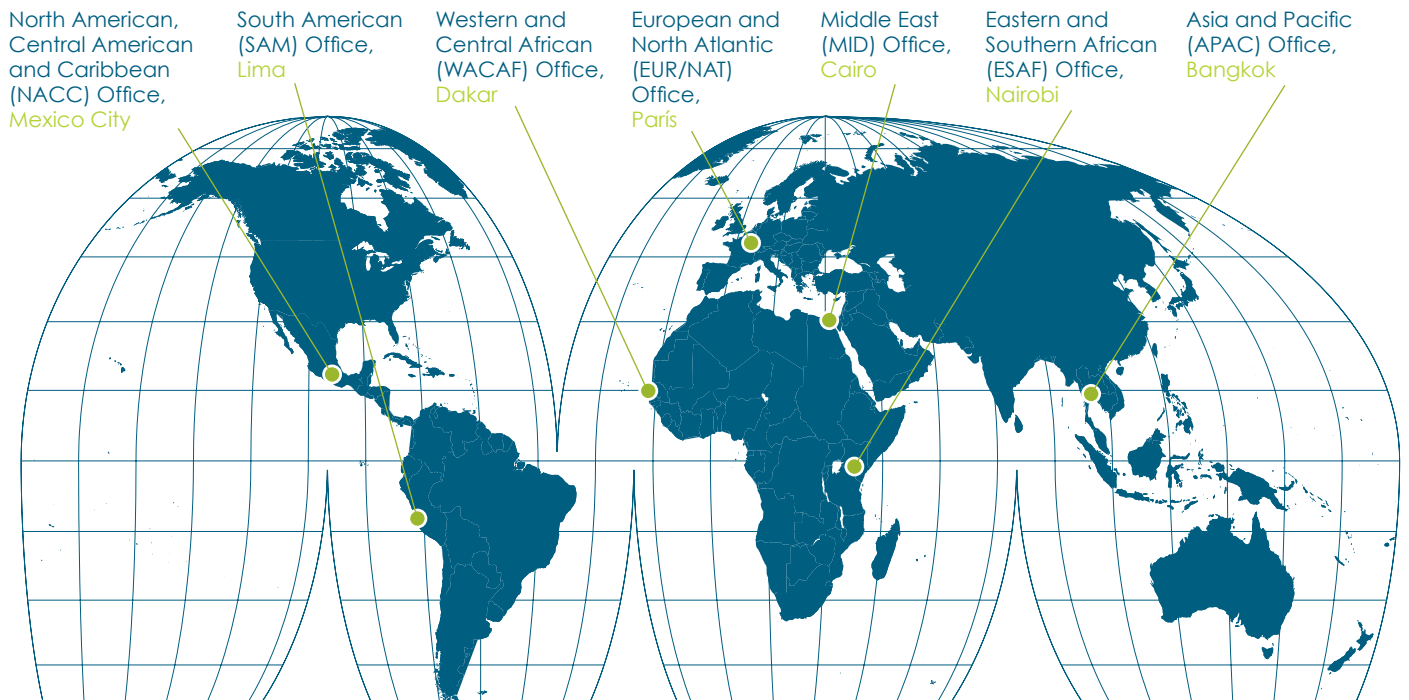 North American,
Central American
and Caribbean
(NACC) Office,
Mexico City
South American
(SAM) Office,
Lima
Western and
Central African
(WACAF) Office,
Dakar
European and
North Atlantic
(EUR/NAT)
Office,
París
Middle East
(MID) Office,
Cairo
Eastern and
Southern African
(ESAF) Office,
Nairobi
Asia and Pacific
(APAC) Office,
Bangkok